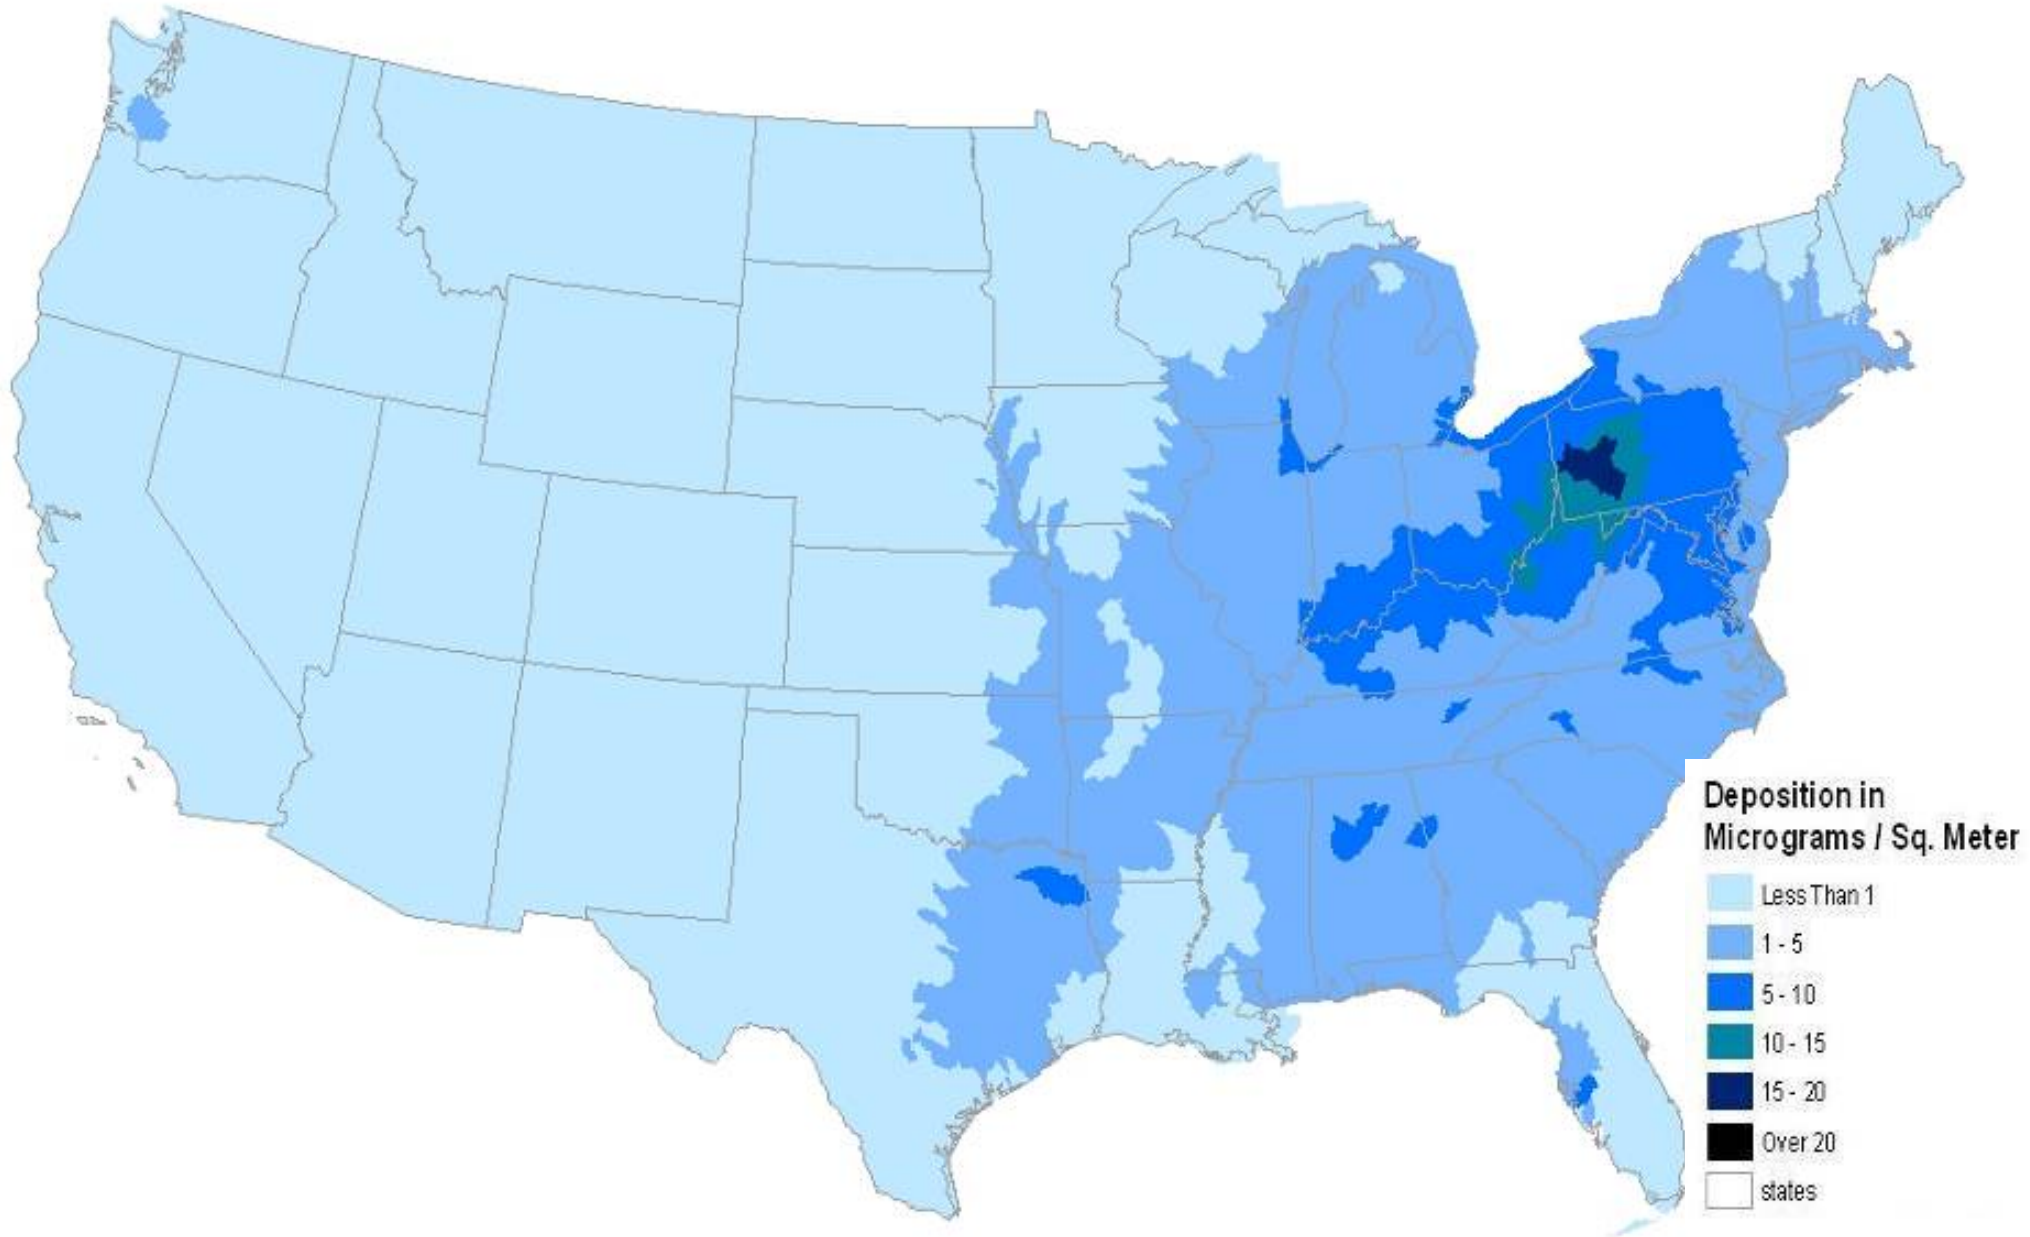 Deposition in
Micrograms / Sq. Meter
Less Than 1
1 - 5
5 - 10
10 - 15
15 - 20
Over 20
states